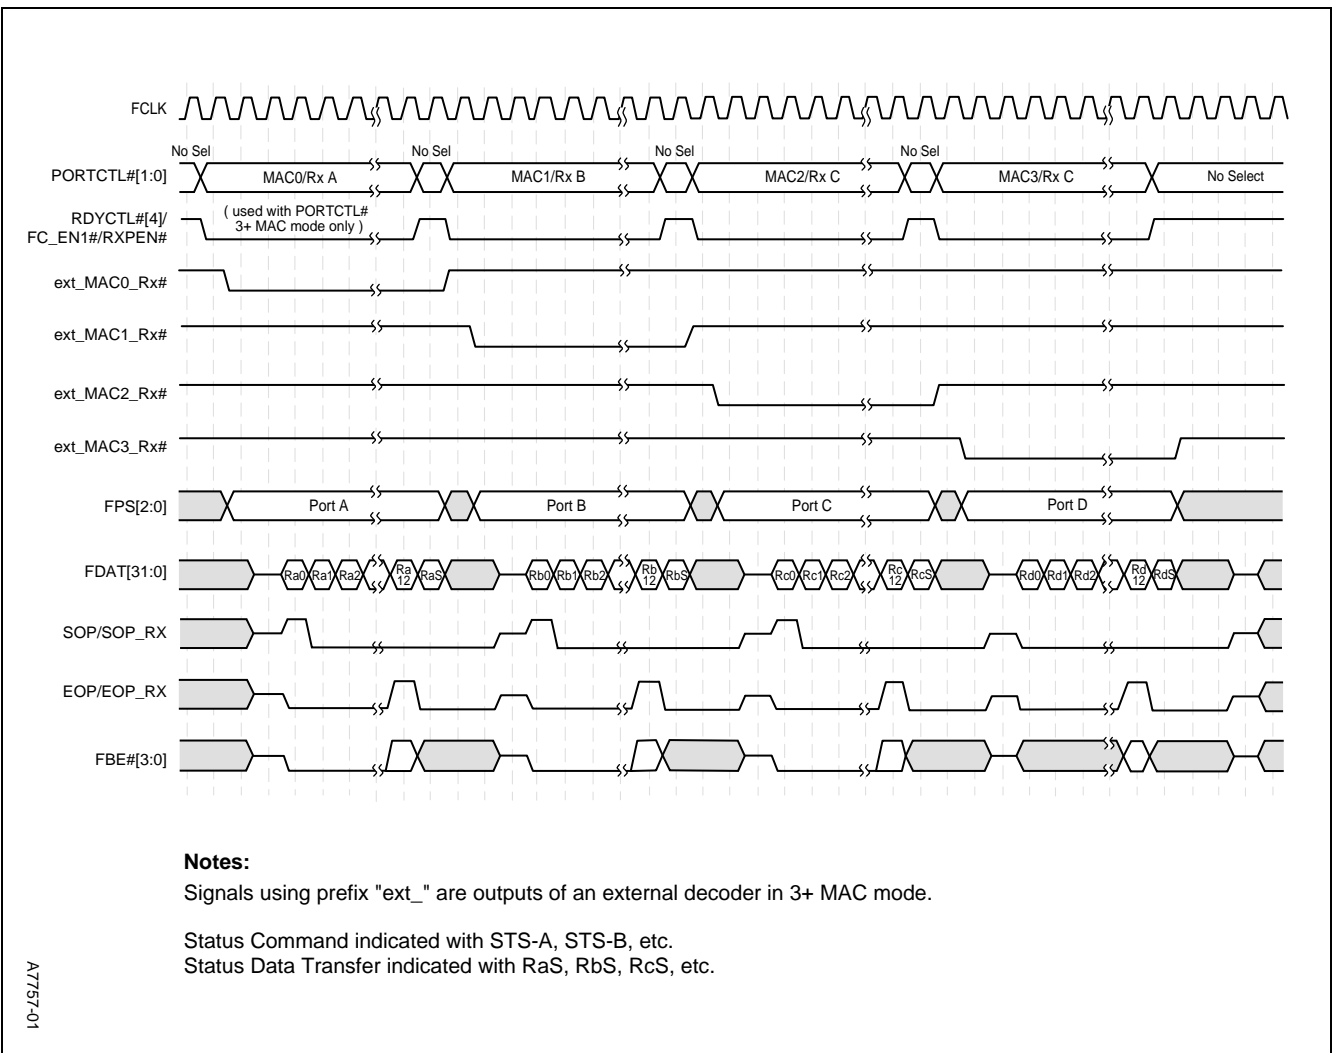 FCLK
No Sel No Sel No Sel No Sel
PORTCTL#[1:0] MAC0/Rx A MAC1/Rx B MAC2/Rx C MAC3/Rx C No Select
RDYCTL#[4]/
FC_EN1#/RXPEN#
( used with PORTCTL#
3+ MAC mode only )
ext_MAC0_Rx#
ext_MAC1_Rx#
ext_MAC2_Rx#
ext_MAC3_Rx#
FPS[2:0] Port A Port B Port C Port D
FDAT[31:0] Ra0 Ra1 Ra2 Ra 12 RaS Rb0 Rb1 Rb2 Rb 12 RbS Rc0 Rc1 Rc2 Rc 12 RcS Rd0 Rd1 Rd2 Rd 12 RdS
SOP/SOP_RX
EOP/EOP_RX
FBE#[3:0]
Notes:
Signals using prefix "ext_" are outputs of an external decoder in 3+ MAC mode.
Status Command indicated with STS-A, STS-B, etc.
Status Data Transfer indicated with RaS, RbS, RcS, etc.
A7757-01